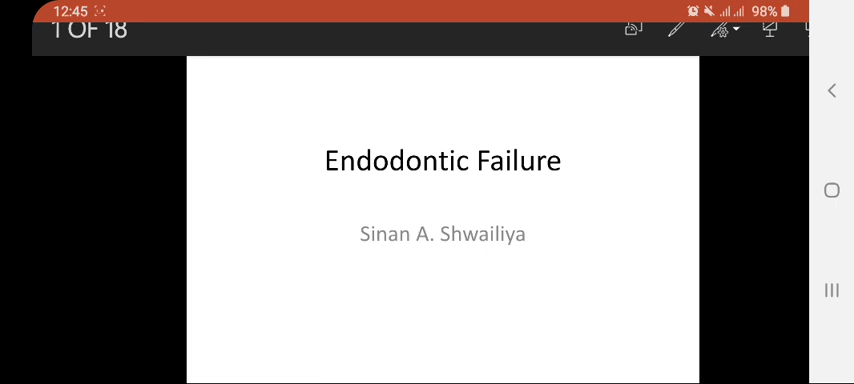 12:45
98%
1 OF 18
Endodontic Failure
Sinan A. Shwailiya